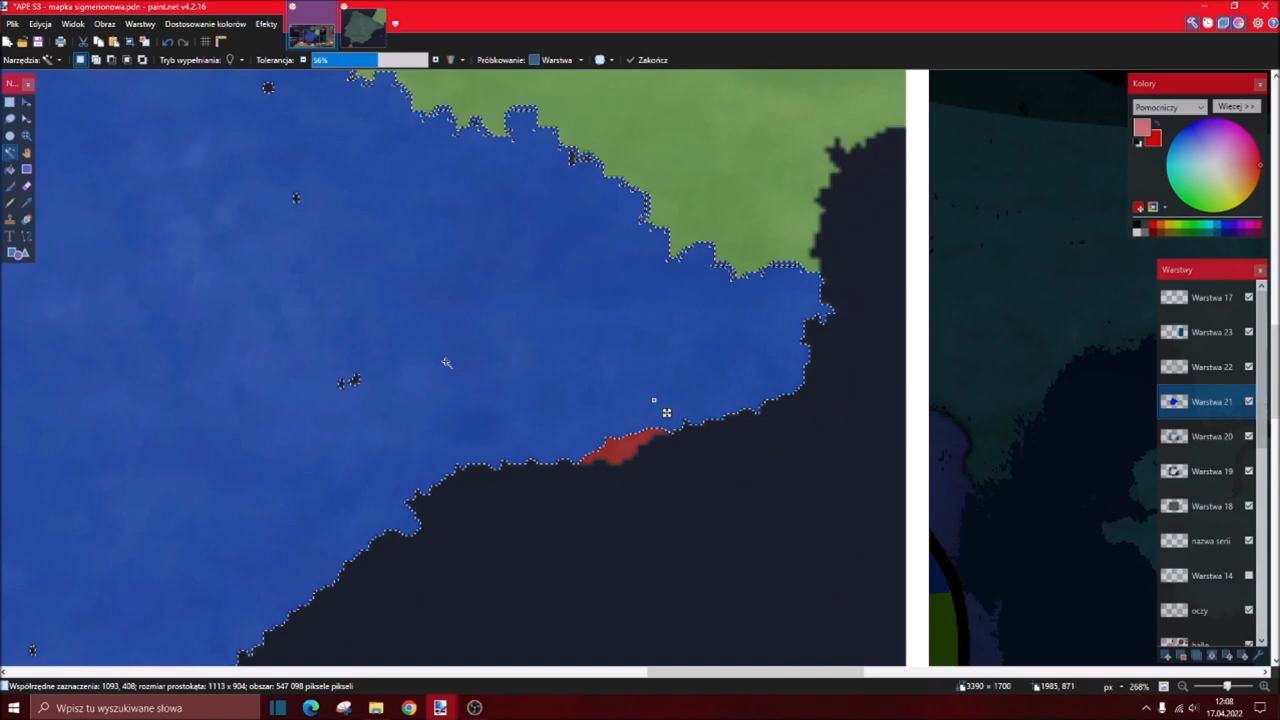 *APE S3 - mapka sigmerionowa.pdn - paint.net v4.2.16
Plik Edycja Widok Obraz Warstwy Dostosowanie kolorów Efekty
Narzędzia: Tryb wypełniania: Tolerancja: 56% Próbkowanie: Warstwa Zakończ
N...
Kolory
Pomocniczy Więcej >>
Warstwy
Warstwa 17
Warstwa 23
Warstwa 22
Warstwa 21
Warstwa 20
Warstwa 19
Warstwa 18
nazwa serii
Warstwa 14
oczy
Współrzędne zaznaczenia: 1093, 408; rozmiar prostokąta: 1113 x 904; obszar: 547 098 piksele pikseli 3390 × 1700 1985, 871 px 268%
Wpisz tu wyszukiwane słowa
12:08
17.04.2022